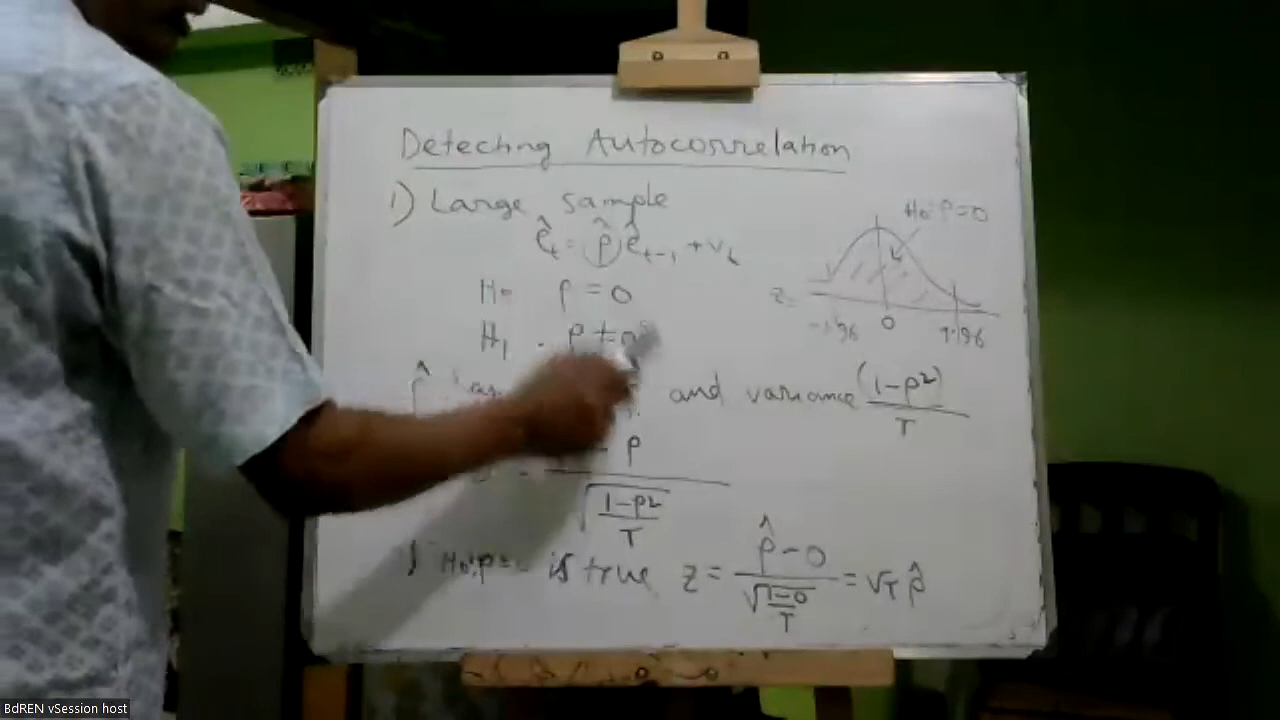 Detecting Autocorrelation
1) Large sample
ê_t = ρ̂ ê_{t-1} + v_t
H₀ ρ = 0
H₁ . ρ ≠ 0
H₀: ρ = 0
z =
-1.96 0 1.96
ρ̂ and variance (1-ρ²)/T
ρ
√((1-ρ²)/T)
H₀: ρ= is true z = (ρ̂ - 0)/√((1-0)/T) = √T ρ̂
BdREN vSession host